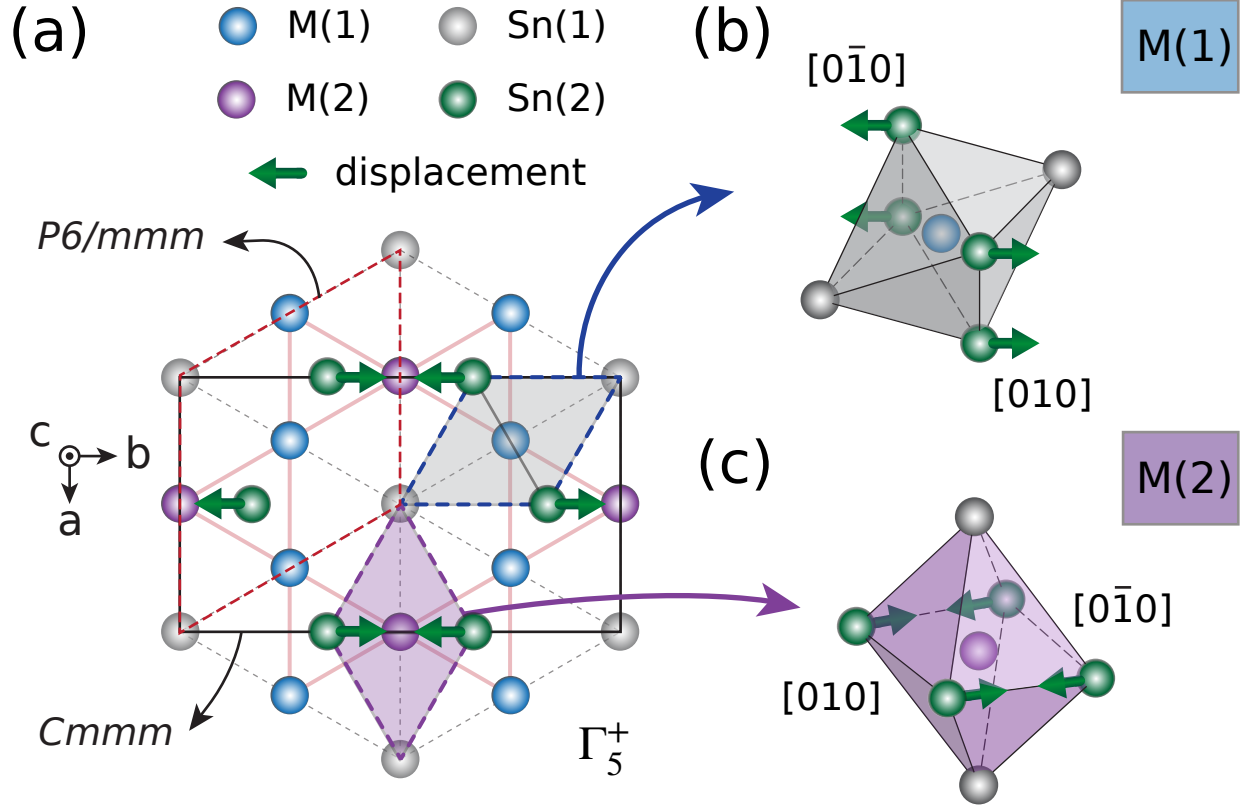 (a)
M(1)
Sn(1)
M(2)
Sn(2)
displacement
P6/mmm
c
b
a
Cmmm
Γ₅⁺
(b)
M(1)
[01̄0]
[010]
(c)
M(2)
[01̄0]
[010]